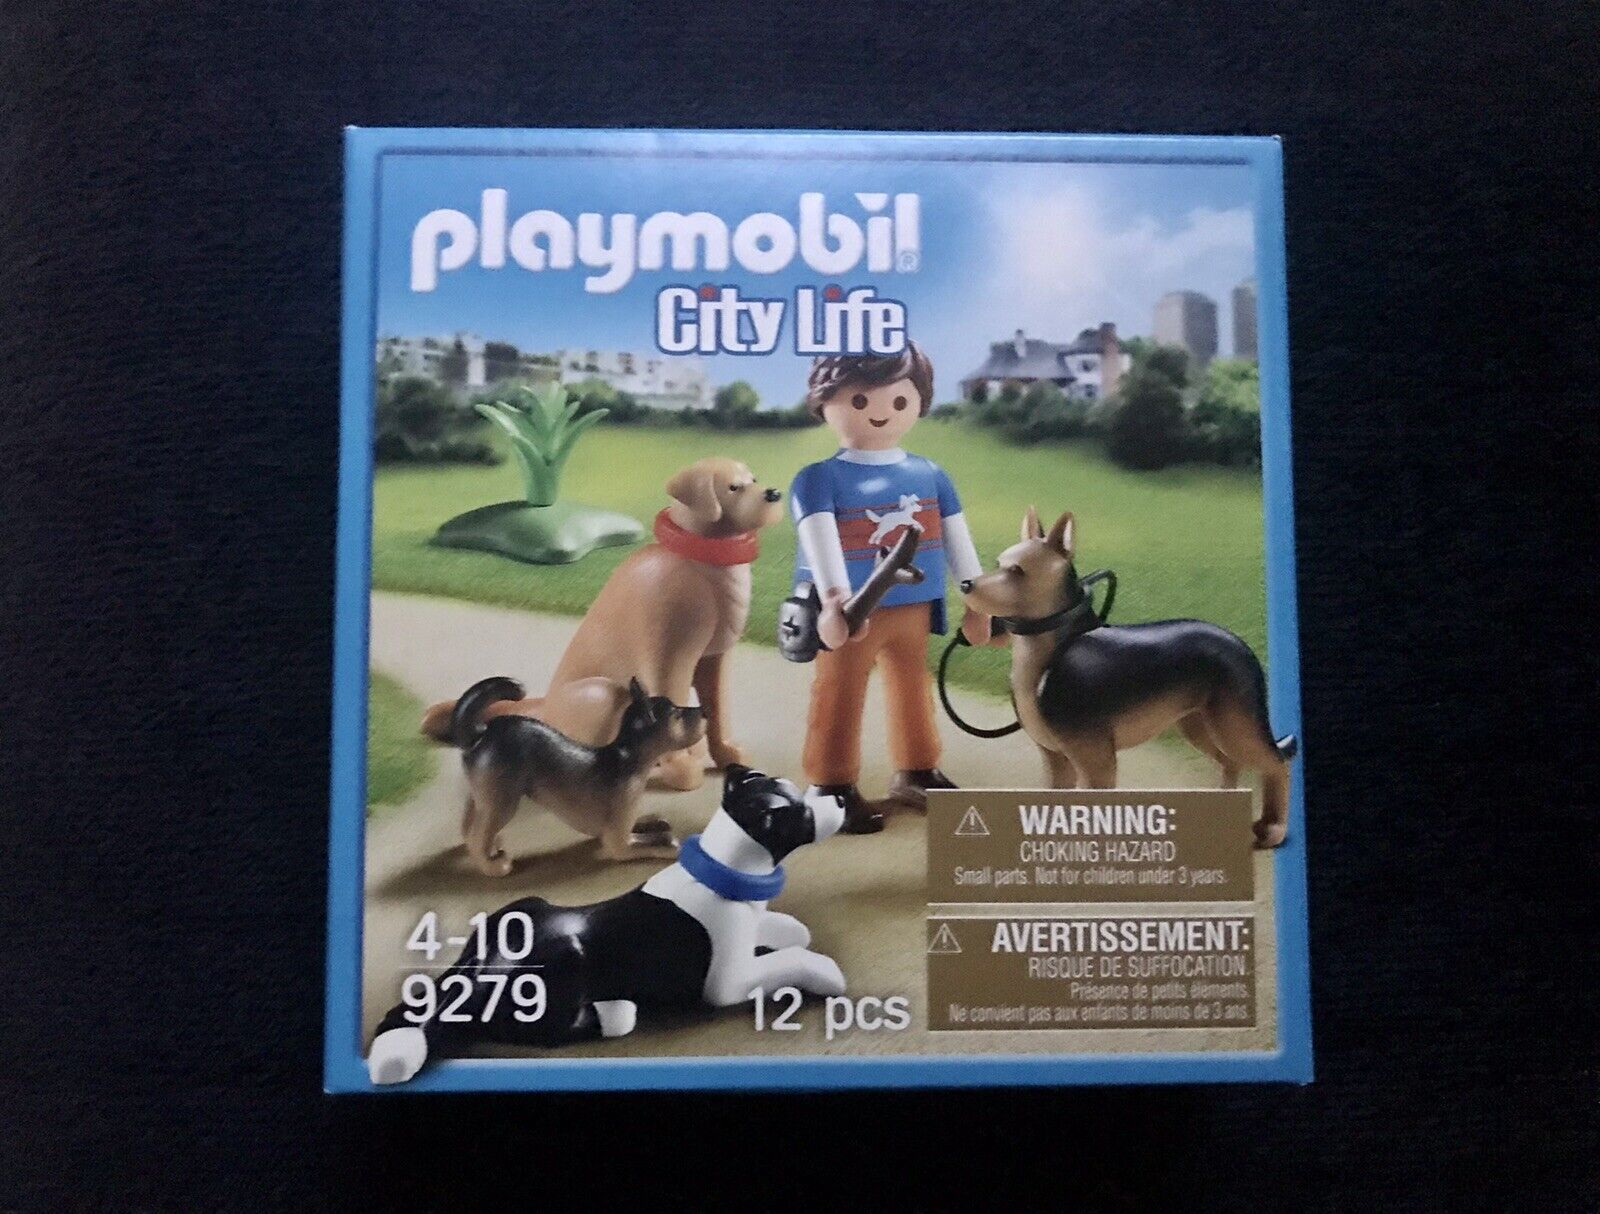 playmobil®
City Life
⚠ WARNING:
CHOKING HAZARD
Small parts. Not for children under 3 years.
⚠ AVERTISSEMENT:
RISQUE DE SUFFOCATION.
Présence de petits éléments.
Ne convient pas aux enfants de moins de 3 ans.
4-10
9279
12 pcs